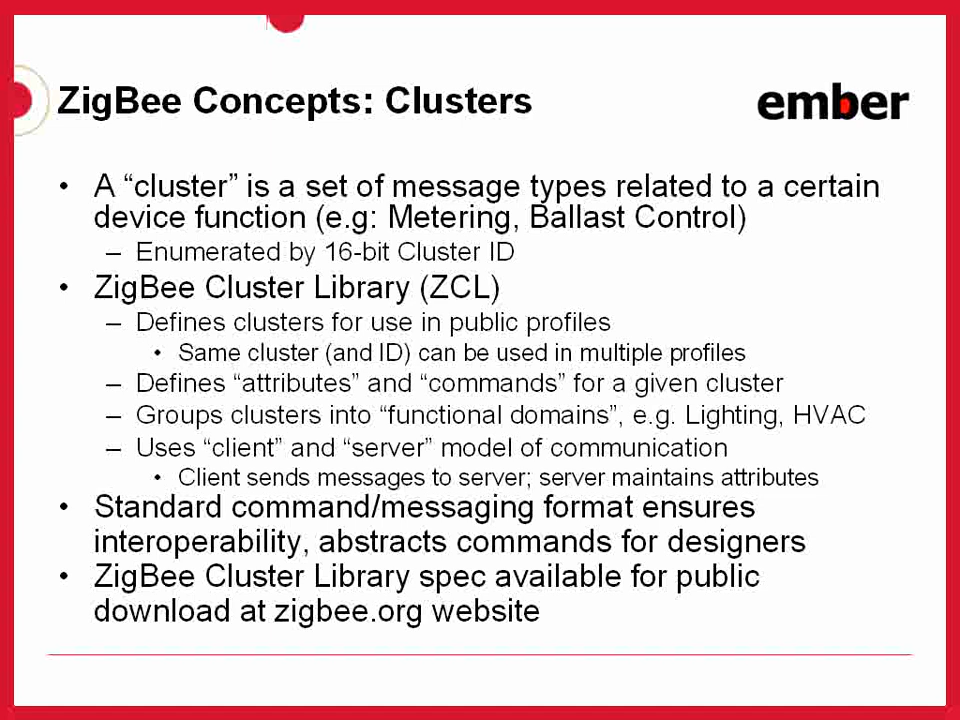 ZigBee Concepts: Clusters
ember
• A “cluster” is a set of message types related to a certain
device function (e.g: Metering, Ballast Control)
– Enumerated by 16-bit Cluster ID
• ZigBee Cluster Library (ZCL)
– Defines clusters for use in public profiles
• Same cluster (and ID) can be used in multiple profiles
– Defines “attributes” and “commands” for a given cluster
– Groups clusters into “functional domains”, e.g. Lighting, HVAC
– Uses “client” and “server” model of communication
• Client sends messages to server; server maintains attributes
• Standard command/messaging format ensures
interoperability, abstracts commands for designers
• ZigBee Cluster Library spec available for public
download at zigbee.org website